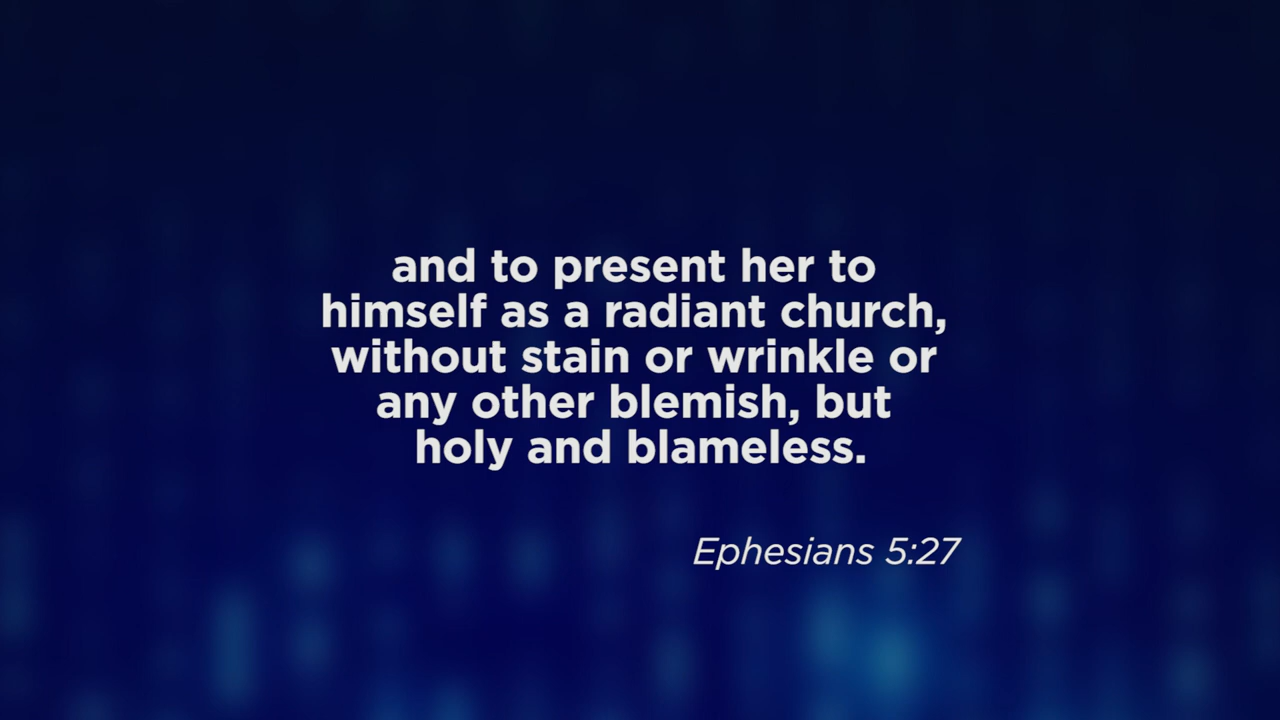 and to present her to
himself as a radiant church,
without stain or wrinkle or
any other blemish, but
holy and blameless.
Ephesians 5:27